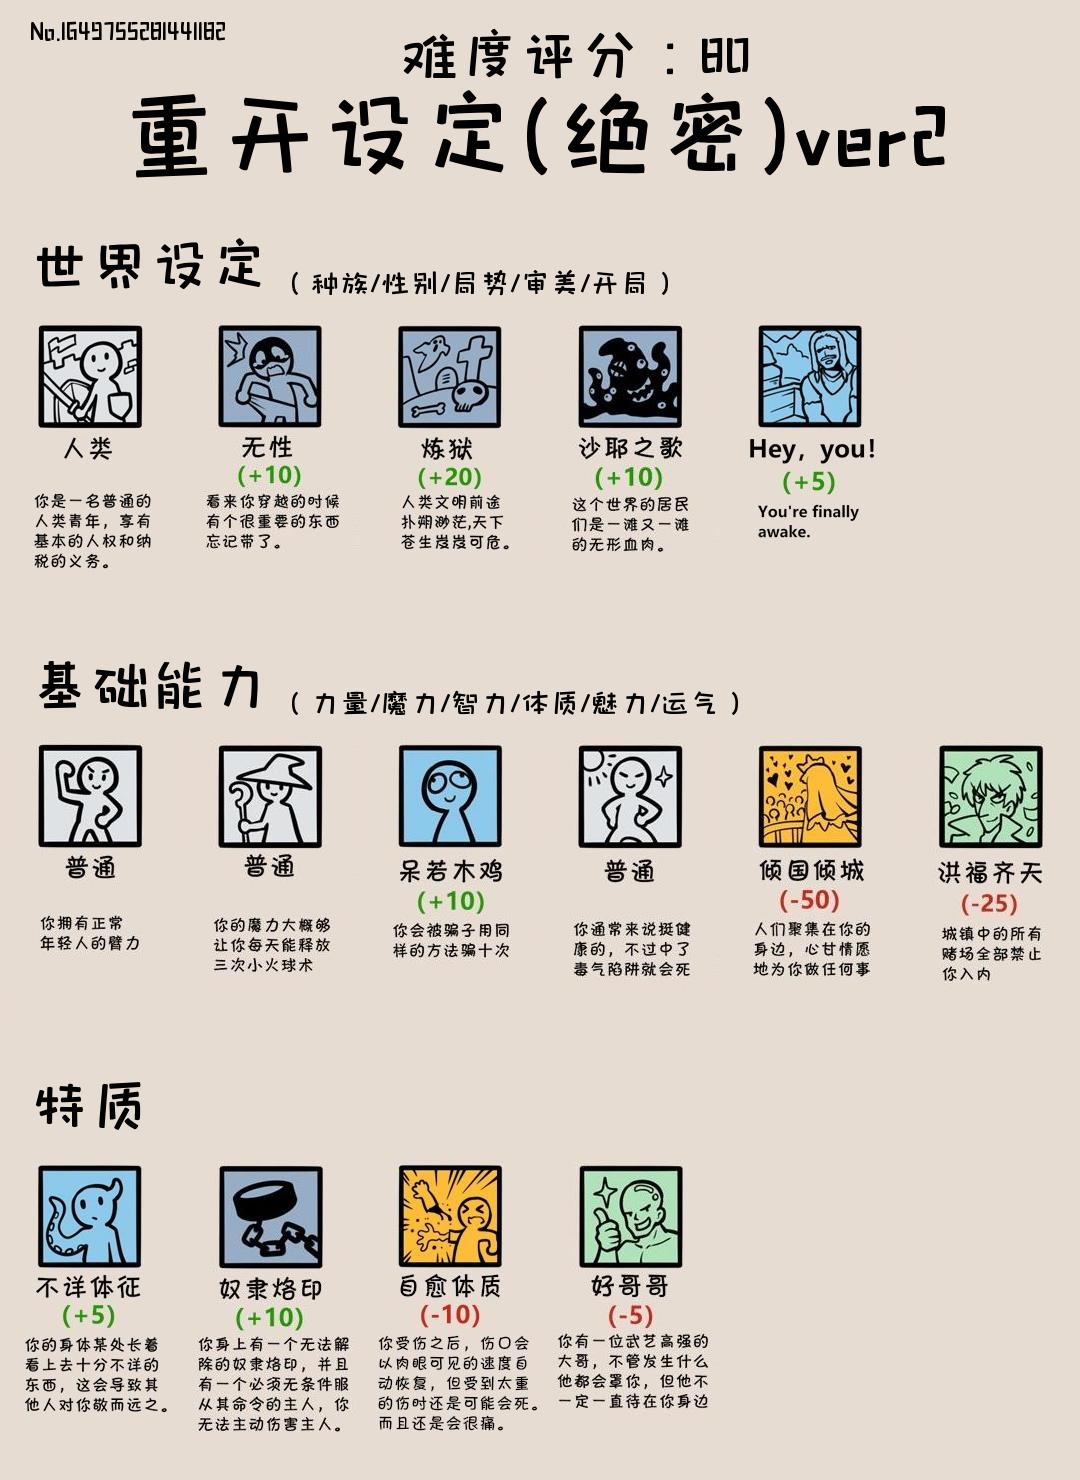 No.1649755281441182
难度评分：80
重开设定(绝密)ver2
世界设定
（种族/性别/局势/审美/开局）
人类
你是一名普通的
人类青年，享有
基本的人权和纳
税的义务。
无性
(+10)
看来你穿越的时候
有个很重要的东西
忘记带了。
炼狱
(+20)
人类文明前途
扑朔渺茫,天下
苍生岌岌可危。
沙耶之歌
(+10)
这个世界的居民
们是一滩又一滩
的无形血肉。
Hey, you!
(+5)
You're finally
awake.
基础能力
（力量/魔力/智力/体质/魅力/运气）
普通
你拥有正常
年轻人的臂力
普通
你的魔力大概够
让你每天能释放
三次小火球术
呆若木鸡
(+10)
你会被骗子用同
样的方法骗十次
普通
你通常来说挺健
康的，不过中了
毒气陷阱就会死
倾国倾城
(-50)
人们聚集在你的
身边，心甘情愿
地为你做任何事
洪福齐天
(-25)
城镇中的所有
赌场全部禁止
你入内
特质
不详体征
(+5)
你的身体某处长着
看上去十分不详的
东西，这会导致其
他人对你敬而远之。
奴隶烙印
(+10)
你身上有一个无法解
除的奴隶烙印，并且
有一个必须无条件服
从其命令的主人，你
无法主动伤害主人。
自愈体质
(-10)
你受伤之后，伤口会
以肉眼可见的速度自
动恢复，但受到太重
的伤时还是可能会死。
而且还是会很痛。
好哥哥
(-5)
你有一位武艺高强的
大哥，不管发生什么
他都会罩你，但他不
一定一直待在你身边